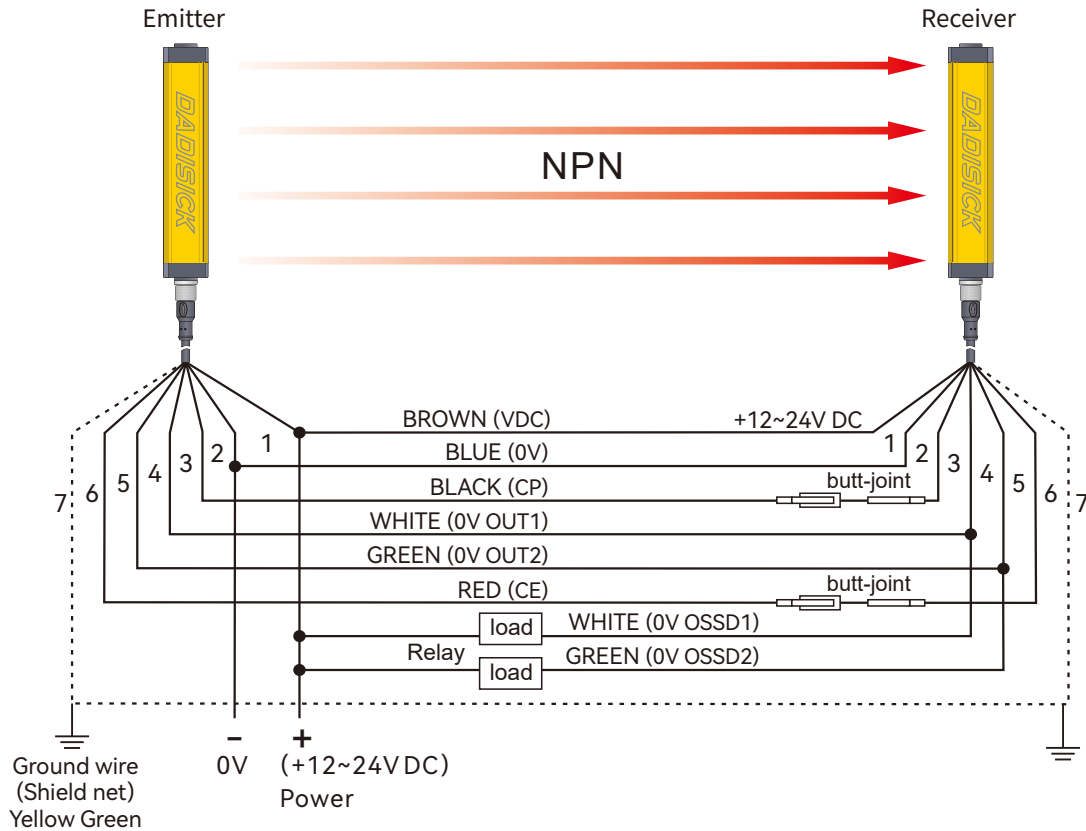 Emitter
Receiver
DADISICK
DADISICK
NPN
BROWN (VDC)
+12~24V DC
1
1
BLUE (0V)
2
2
3
3
BLACK (CP)
butt-joint
4
4
5
5
6
6
7
7
WHITE (0V OUT1)
GREEN (0V OUT2)
RED (CE)
butt-joint
load
WHITE (0V OSSD1)
Relay
load
GREEN (0V OSSD2)
–
+
0V
(+12~24V DC)
Power
Ground wire
(Shield net)
Yellow Green